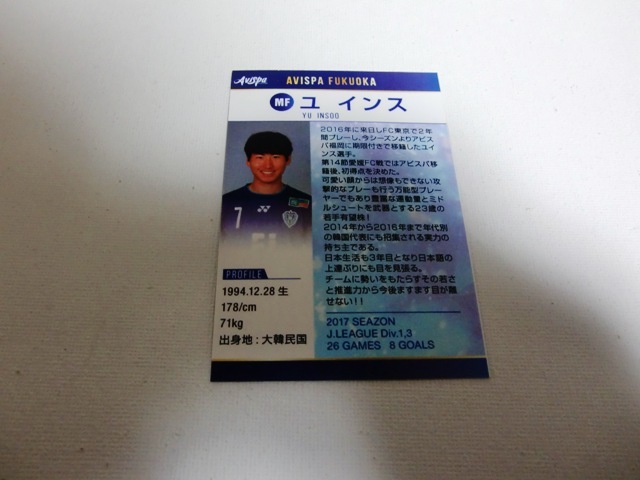 Avispa AVISPA FUKUOKA
MF ユ インス
YU INSOO
2016年に来日しFC東京で2年
間プレーし、今シーズンよりアビス
パ福岡に期限付きで移籍したユイ
ンス選手。
第14節愛媛FC戦ではアビスパ移
籍後、初得点を決めた。
可愛い顔からは想像もできない攻
撃的なプレーも行う万能型プレー
ヤーでもあり豊富な運動量とミド
ルシュートを武器とする23歳の
若手有望株！
2014年から2016年まで年代別
の韓国代表にも招集される実力の
持ち主である。
日本生活も3年目となり日本語の
上達ぶりにも目を見張る。
チームに勢いをもたらすその若さ
と推進力から今後ますます目が離
せない！！
7
PROFILE
1994.12.28 生
178/cm
71kg
出身地：大韓民国
2017 SEAZON
J.LEAGUE Div.1,3
26 GAMES 8 GOALS